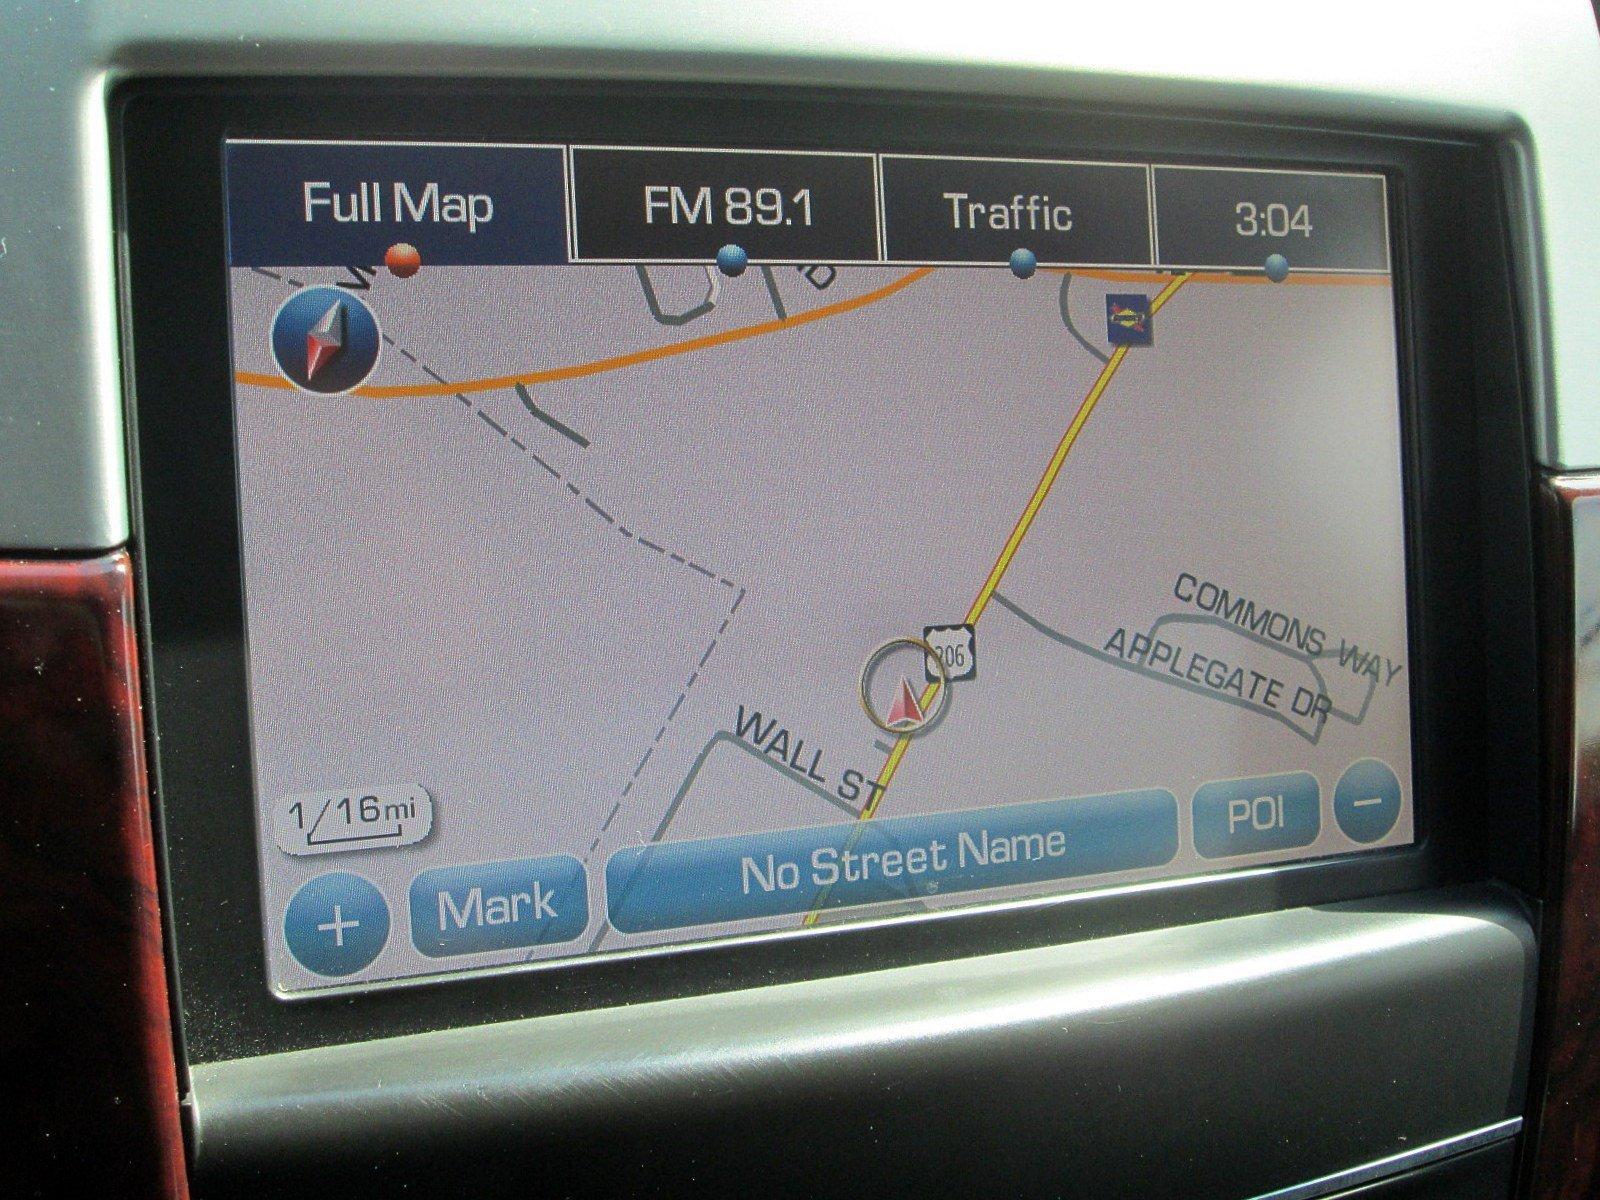 Full Map
FM 89.1
Traffic
3:04
COMMONS WAY
APPLEGATE DR
206
WALL ST
1/16mi
+
Mark
No Street Name
POI
−